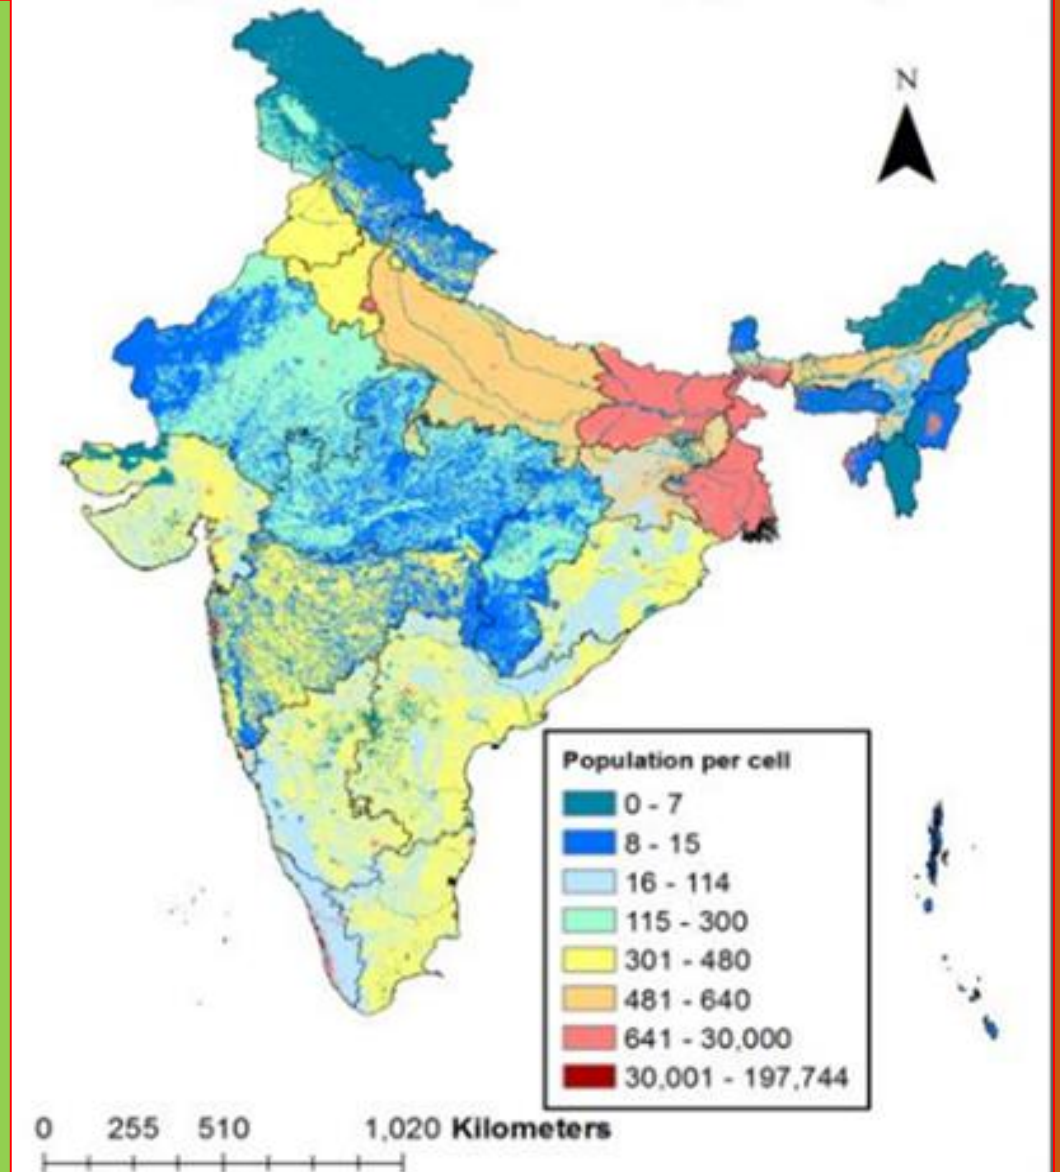 N
Population per cell
0 - 7
8 - 15
16 - 114
115 - 300
301 - 480
481 - 640
641 - 30,000
30,001 - 197,744
0 255 510 1,020 Kilometers